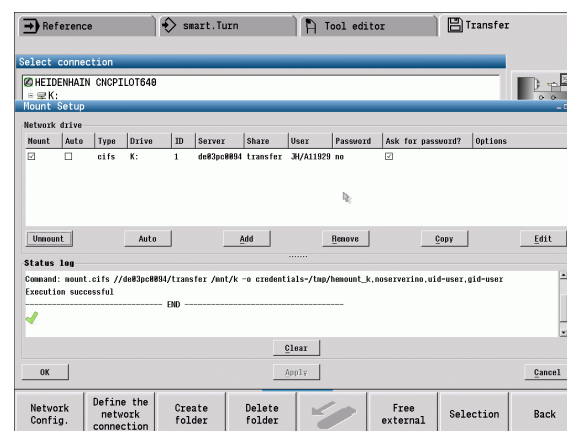 Reference smart.Turn Tool editor Transfer
Select connection
HEIDENHAIN CNCPILOT640
K:
Mount Setup
Network drive
Mount Auto Type Drive ID Server Share User Password Ask for password? Options
cifs K: 1 de03pc0094 transfer JH/A11929 no
Unmount Auto Add Remove Copy Edit
Status log
Command: mount.cifs //de03pc0094/transfer /mnt/k -o credentials=/tmp/hemount_k,noserverino,uid=user,gid=user
Execution successful
------------------------------ END -----------------------------------
Clear
OK Apply Cancel
Network Config. Define the network connection Create folder Delete folder Free external Selection Back